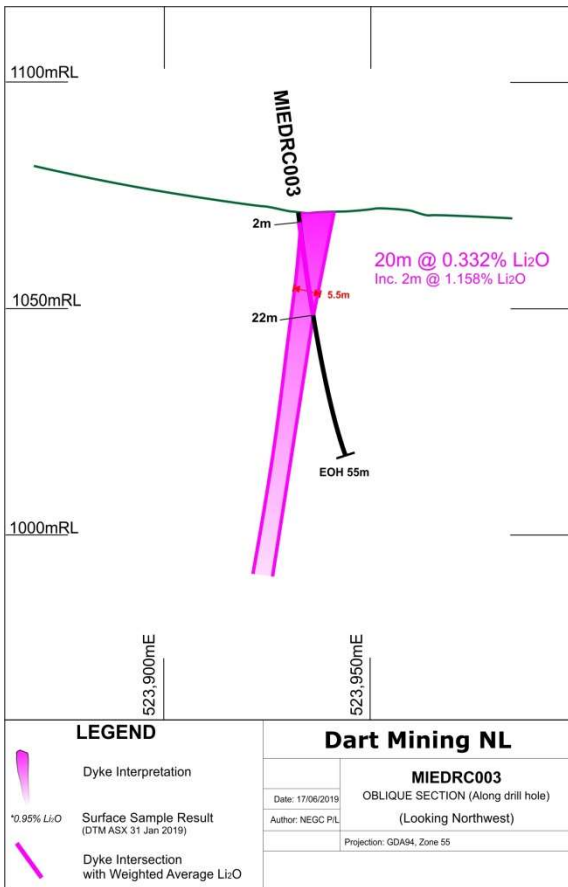 1100mRL
MIEDRC003
2m
20m @ 0.332% Li₂O
Inc. 2m @ 1.158% Li₂O
5.5m
1050mRL
22m
EOH 55m
1000mRL
523,900mE
523,950mE
LEGEND
Dyke Interpretation
*0.95% Li₂O
Surface Sample Result
(DTM ASX 31 Jan 2019)
Dyke Intersection
with Weighted Average Li₂O
Dart Mining NL
MIEDRC003
OBLIQUE SECTION (Along drill hole)
(Looking Northwest)
Date: 17/06/2019
Author: NEGC P/L
Projection: GDA94, Zone 55